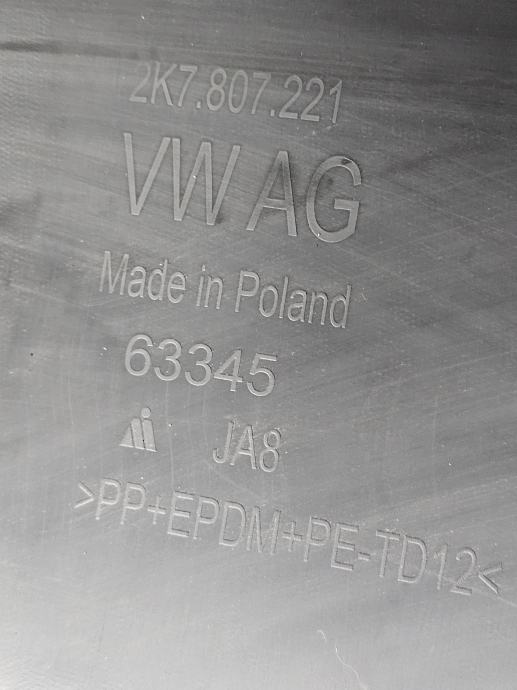 2K7.807.221
VW AG
Made in Poland
63345
JA8
>PP+EPDM+PE-TD12<